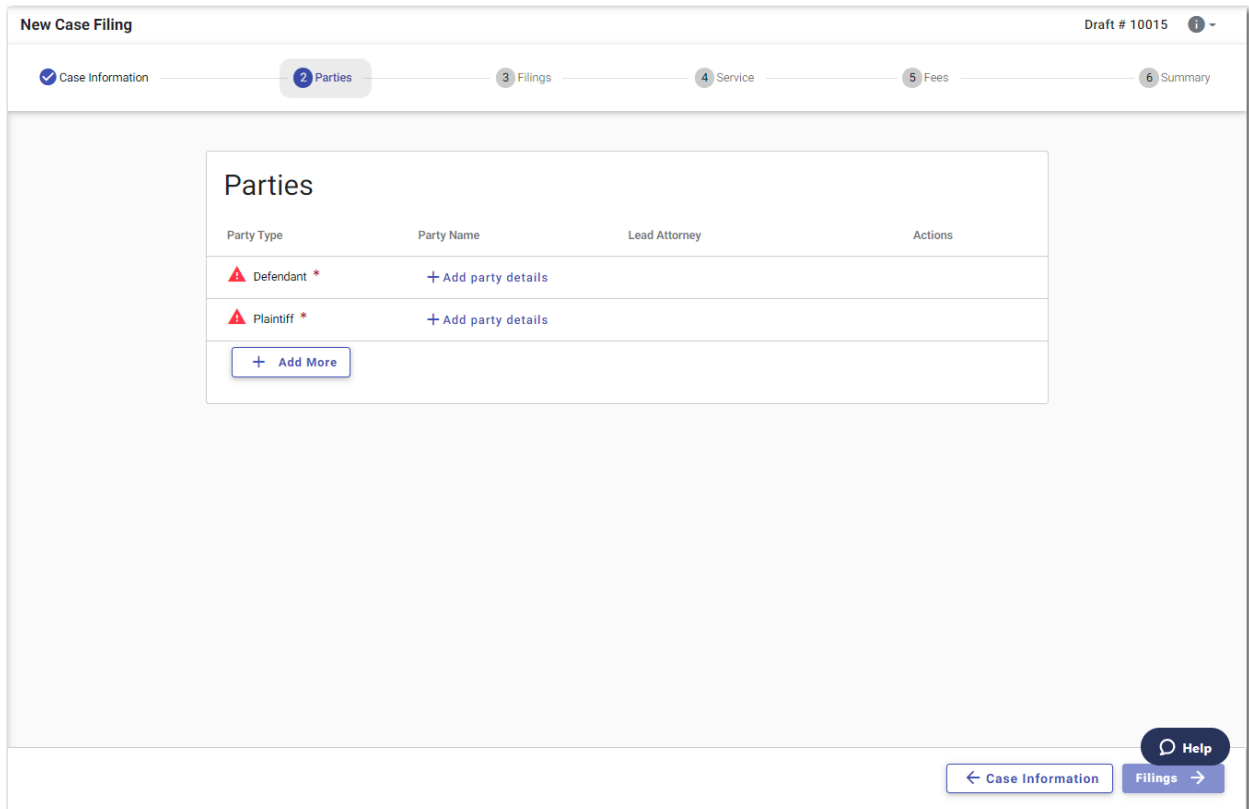 New Case Filing Draft # 10015
Case Information 2 Parties 3 Filings 4 Service 5 Fees 6 Summary
Parties
Party Type Party Name Lead Attorney Actions
Defendant * + Add party details
Plaintiff * + Add party details
+ Add More
Help
← Case Information Filings →